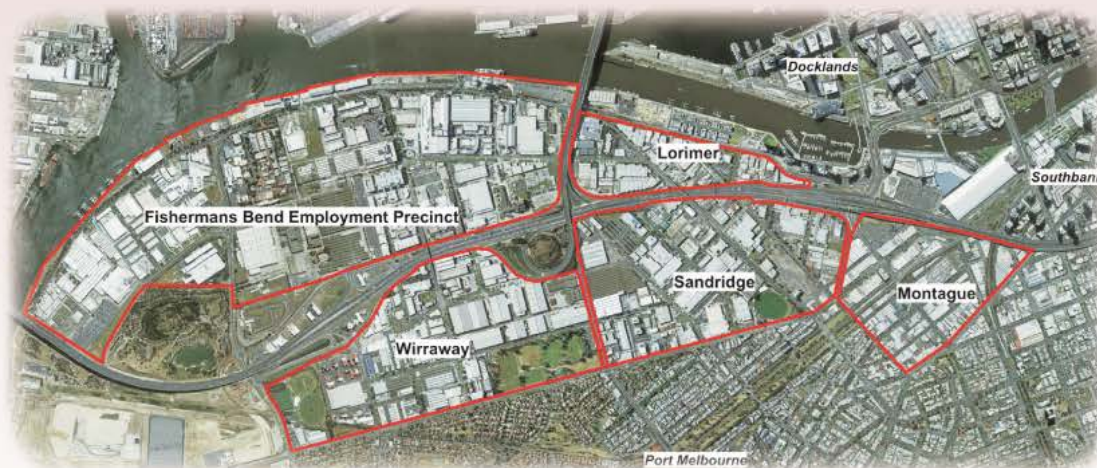 Docklands
Lorimer
Southbank
Fishermans Bend Employment Precinct
Sandridge
Montague
Wirraway
Port Melbourne